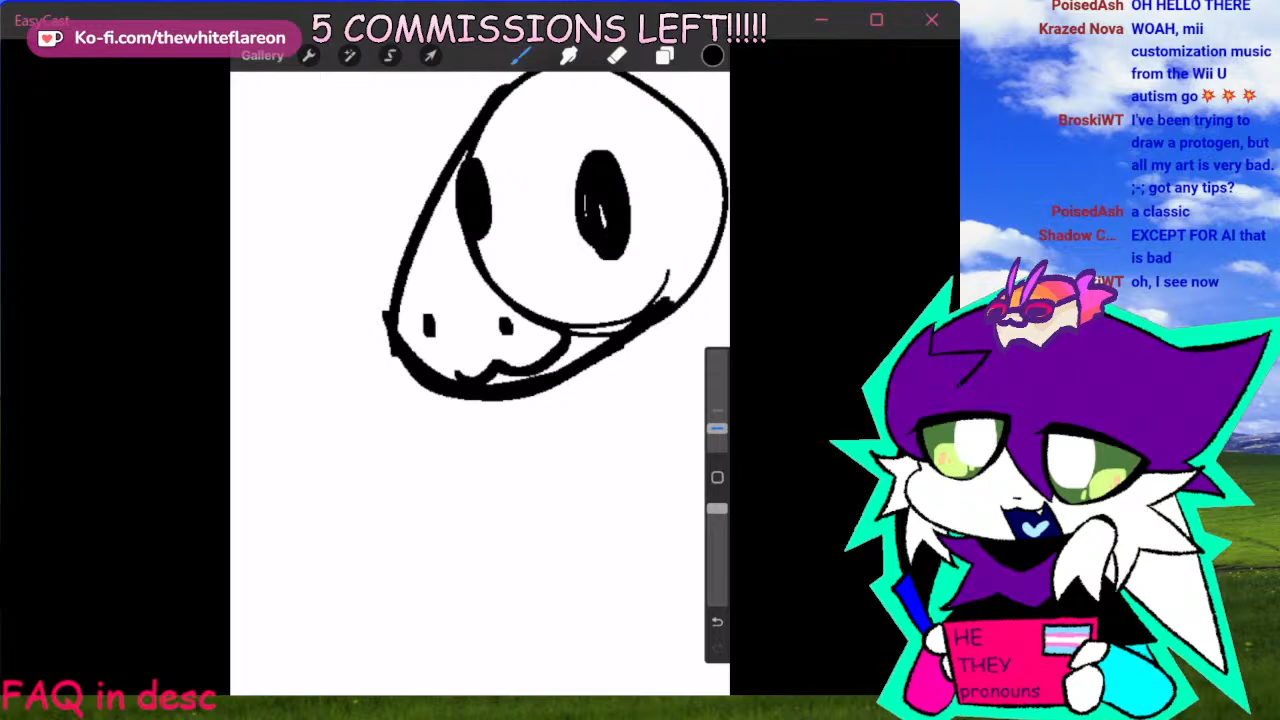 EasyCast
Ko-fi.com/thewhiteflareon
5 COMMISSIONS LEFT!!!!!
Gallery
PoisedAsh OH HELLO THERE
Krazed Nova WOAH, mii
customization music
from the Wii U
autism go💥 💥 💥
BroskiWT I've been trying to
draw a protogen, but
all my art is very bad.
;-; got any tips?
PoisedAsh a classic
Shadow C... EXCEPT FOR AI that
is bad
WT oh, I see now
HE
THEY
pronouns
FAQ in desc